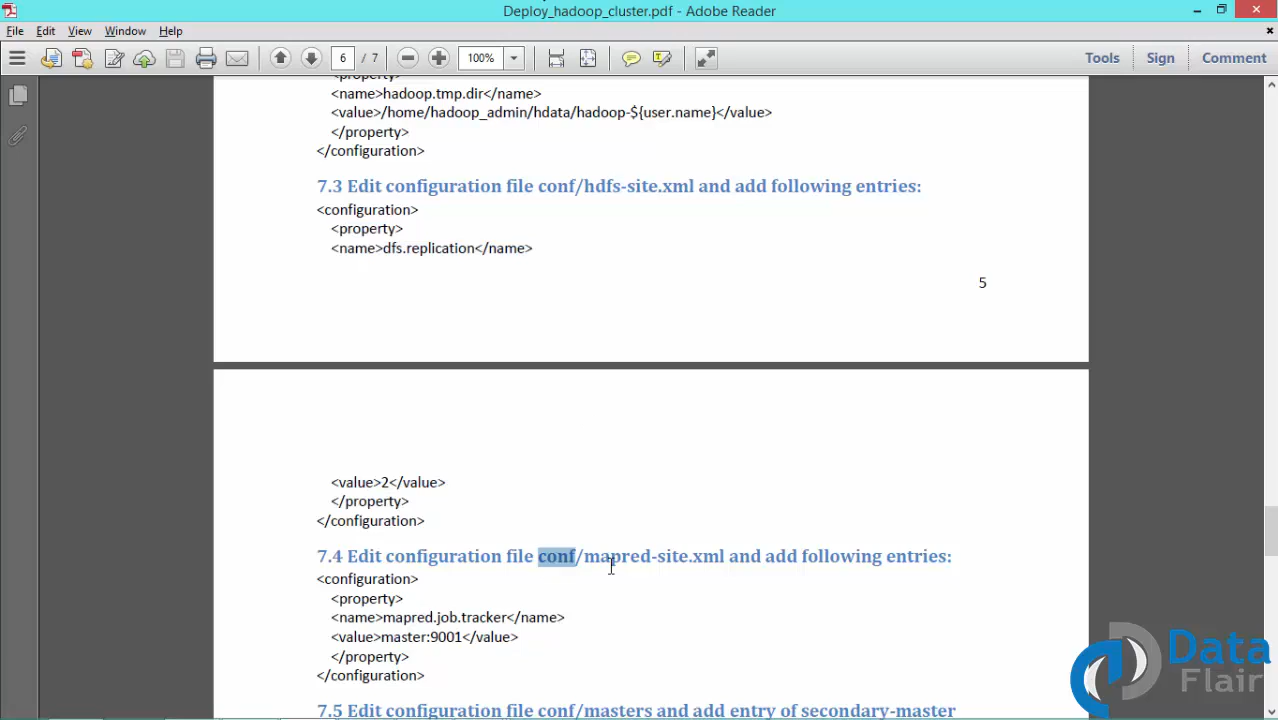 Deploy_hadoop_cluster.pdf - Adobe Reader
File Edit View Window Help
6 / 7 100% Tools Sign Comment
<property>
<name>hadoop.tmp.dir</name>
<value>/home/hadoop_admin/hdata/hadoop-${user.name}</value>
</property>
</configuration>
7.3 Edit configuration file conf/hdfs-site.xml and add following entries:
<configuration>
<property>
<name>dfs.replication</name>
5
<value>2</value>
</property>
</configuration>
7.4 Edit configuration file conf/mapred-site.xml and add following entries:
<configuration>
<property>
<name>mapred.job.tracker</name>
<value>master:9001</value>
</property>
</configuration>
7.5 Edit configuration file conf/masters and add entry of secondary-master
Data
Flair